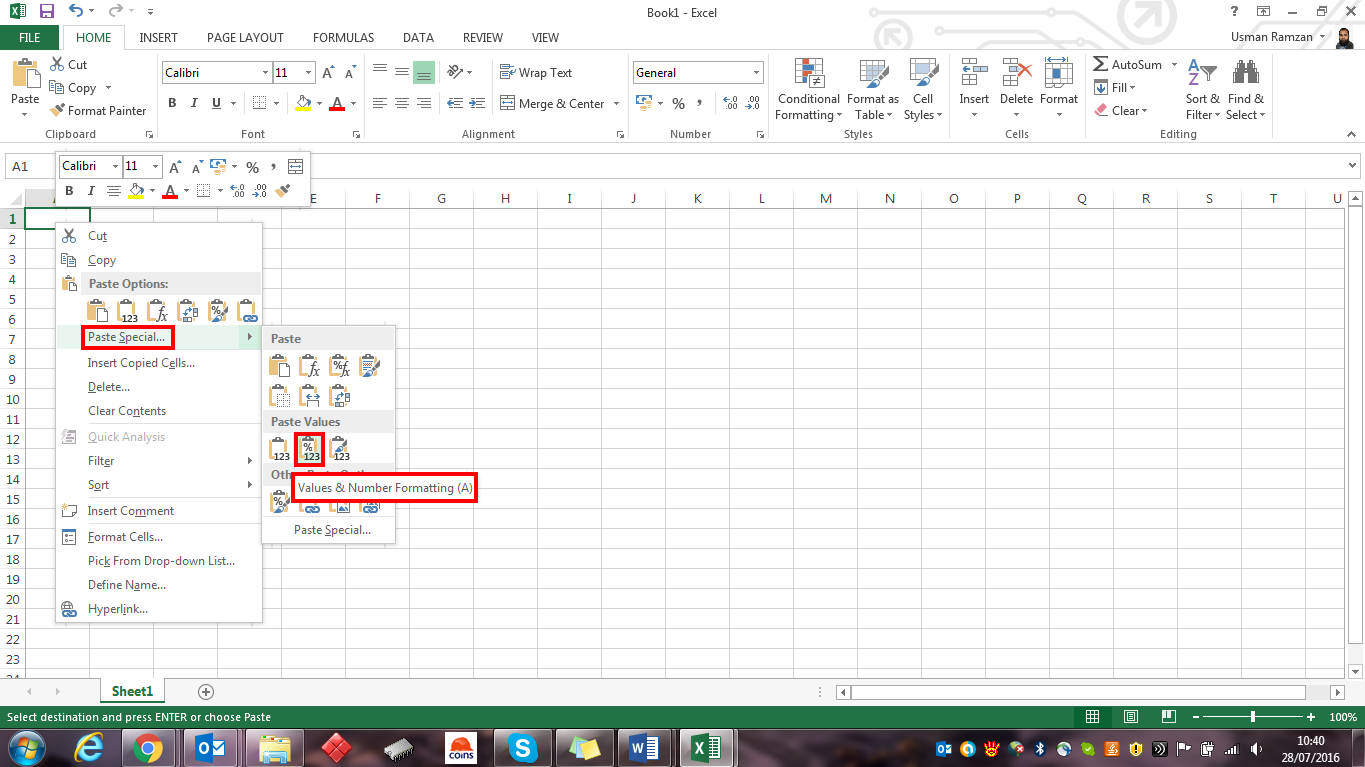 Book1 - Excel
FILE HOME INSERT PAGE LAYOUT FORMULAS DATA REVIEW VIEW
Usman Ramzan
Paste
Cut
Copy
Format Painter
Clipboard
Calibri 11
B I U A
Font
Wrap Text
Merge & Center
Alignment
General
% ,
Number
Conditional Formatting
Format as Table
Cell Styles
Styles
Insert
Delete
Format
Cells
AutoSum
Fill
Clear
Sort & Filter
Find & Select
Editing
A1
Calibri 11 % ,
B I A
E F G H I J K L M N O P Q R S T U
1
2
3
4
5
6
7
8
9
10
11
12
13
14
15
16
17
18
19
20
21
22
23
Cut
Copy
Paste Options:
123 fx %
Paste Special...
Insert Copied Cells...
Delete...
Clear Contents
Quick Analysis
Filter
Sort
Insert Comment
Format Cells...
Pick From Drop-down List...
Define Name...
Hyperlink...
Paste
fx %fx
Paste Values
123 %123 123
Values & Number Formatting (A)
Paste Special...
Sheet1
Select destination and press ENTER or choose Paste
100%
coins
10:40
28/07/2016